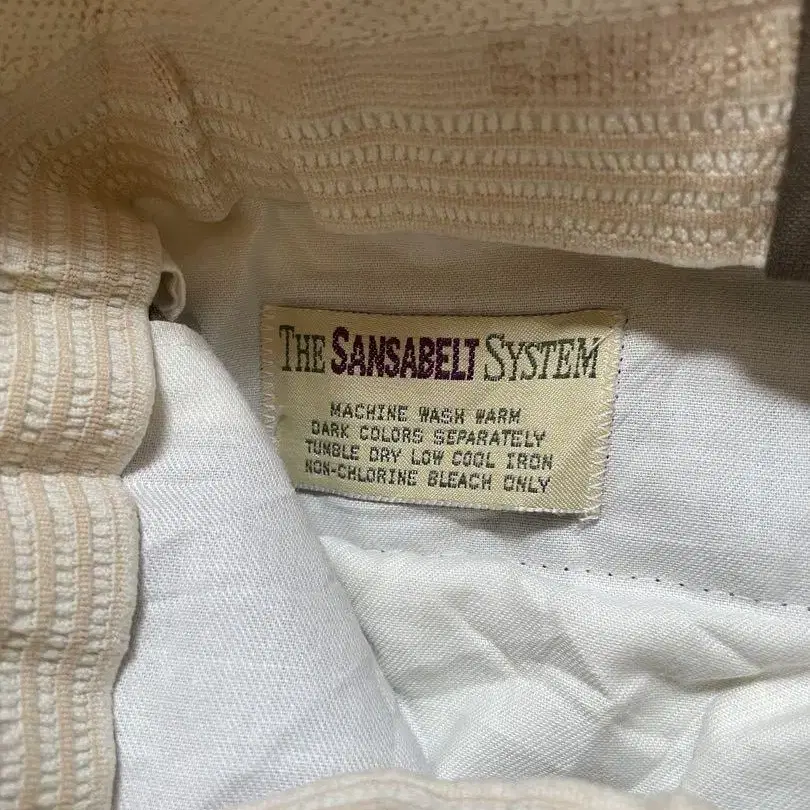 THE SANSABELT SYSTEM
MACHINE WASH WARM
DARK COLORS SEPARATELY
TUMBLE DRY LOW COOL IRON
NON-CHLORINE BLEACH ONLY